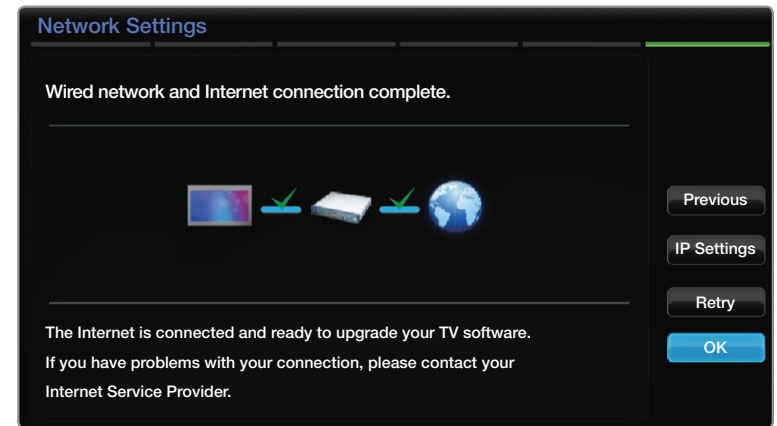 Network Settings
Wired network and Internet connection complete.
Previous
IP Settings
Retry
OK
The Internet is connected and ready to upgrade your TV software.
If you have problems with your connection, please contact your
Internet Service Provider.